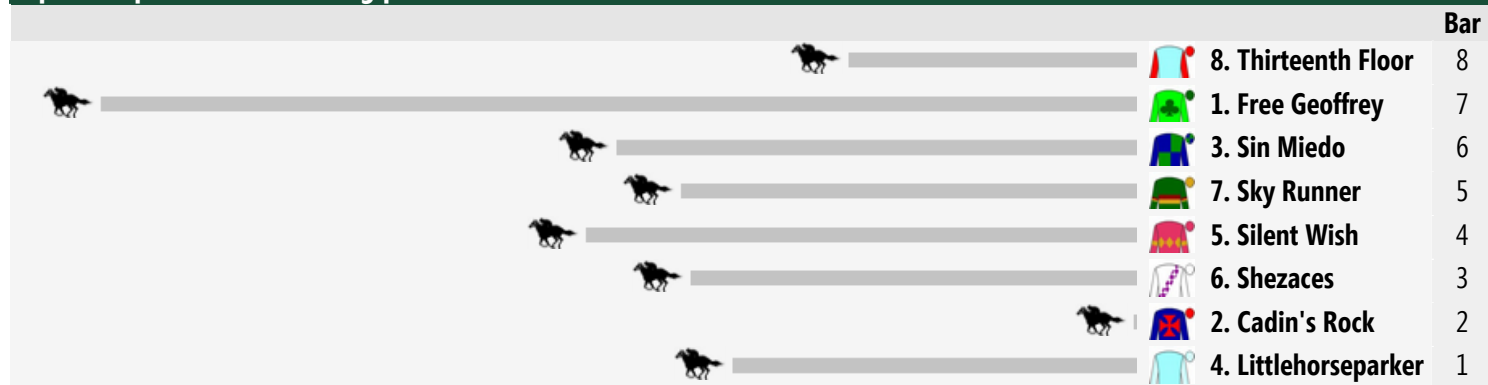 Bar
8. Thirteenth Floor 8
1. Free Geoffrey 7
3. Sin Miedo 6
7. Sky Runner 5
5. Silent Wish 4
6. Shezaces 3
2. Cadin's Rock 2
4. Littlehorseparker 1